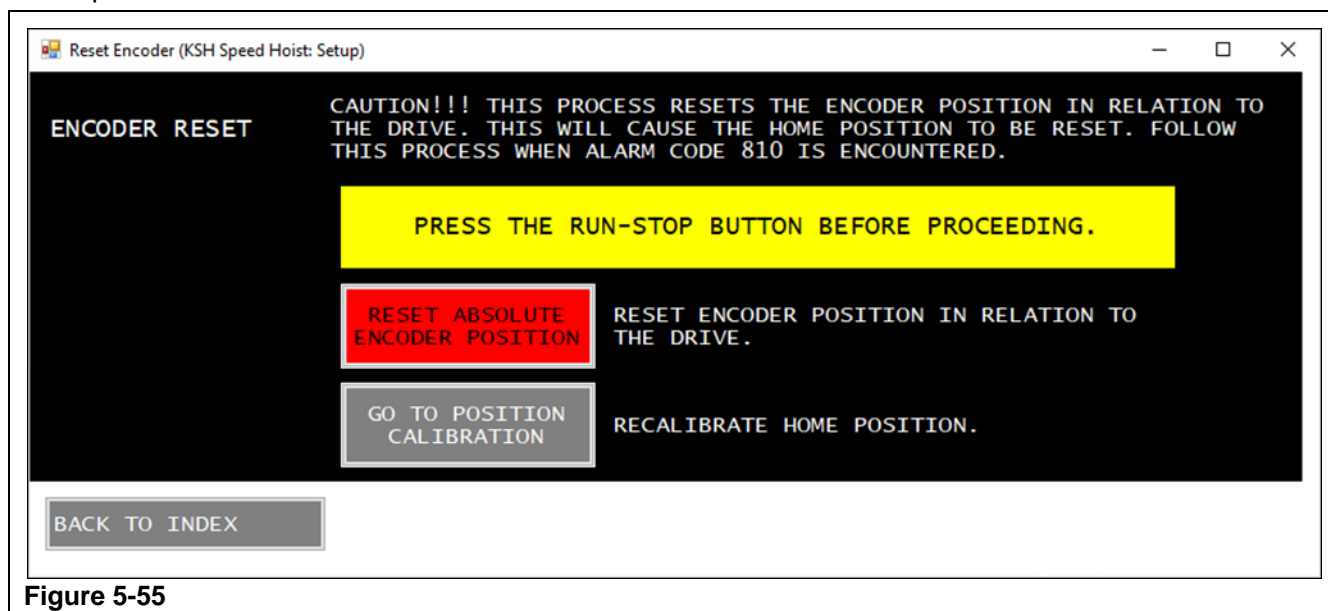 Reset Encoder (KSH Speed Hoist: Setup)
ENCODER RESET
CAUTION!!! THIS PROCESS RESETS THE ENCODER POSITION IN RELATION TO
THE DRIVE. THIS WILL CAUSE THE HOME POSITION TO BE RESET. FOLLOW
THIS PROCESS WHEN ALARM CODE 810 IS ENCOUNTERED.
PRESS THE RUN-STOP BUTTON BEFORE PROCEEDING.
RESET ABSOLUTE
ENCODER POSITION
RESET ENCODER POSITION IN RELATION TO
THE DRIVE.
GO TO POSITION
CALIBRATION
RECALIBRATE HOME POSITION.
BACK TO INDEX
Figure 5-55